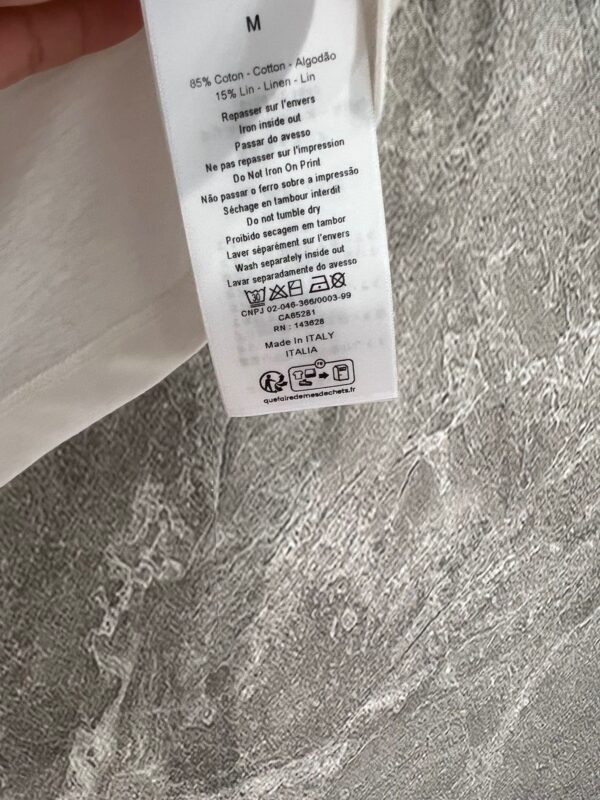 M
85% Coton - Cotton - Algodão
15% Lin - Linen - Lin
Repasser sur l'envers
Iron inside out
Passar do avesso
Ne pas repasser sur l'impression
Do Not Iron On Print
Não passar o ferro sobre a impressão
Séchage en tambour interdit
Do not tumble dry
Proibido secagem em tambor
Laver séparément sur l'envers
Wash separately inside out
Lavar separadamente do avesso
30
CNPJ 02-046-366/0003-99
CA65281
RN : 143628
Made In ITALY
ITALIA
FR
quefairedemesdechets.fr